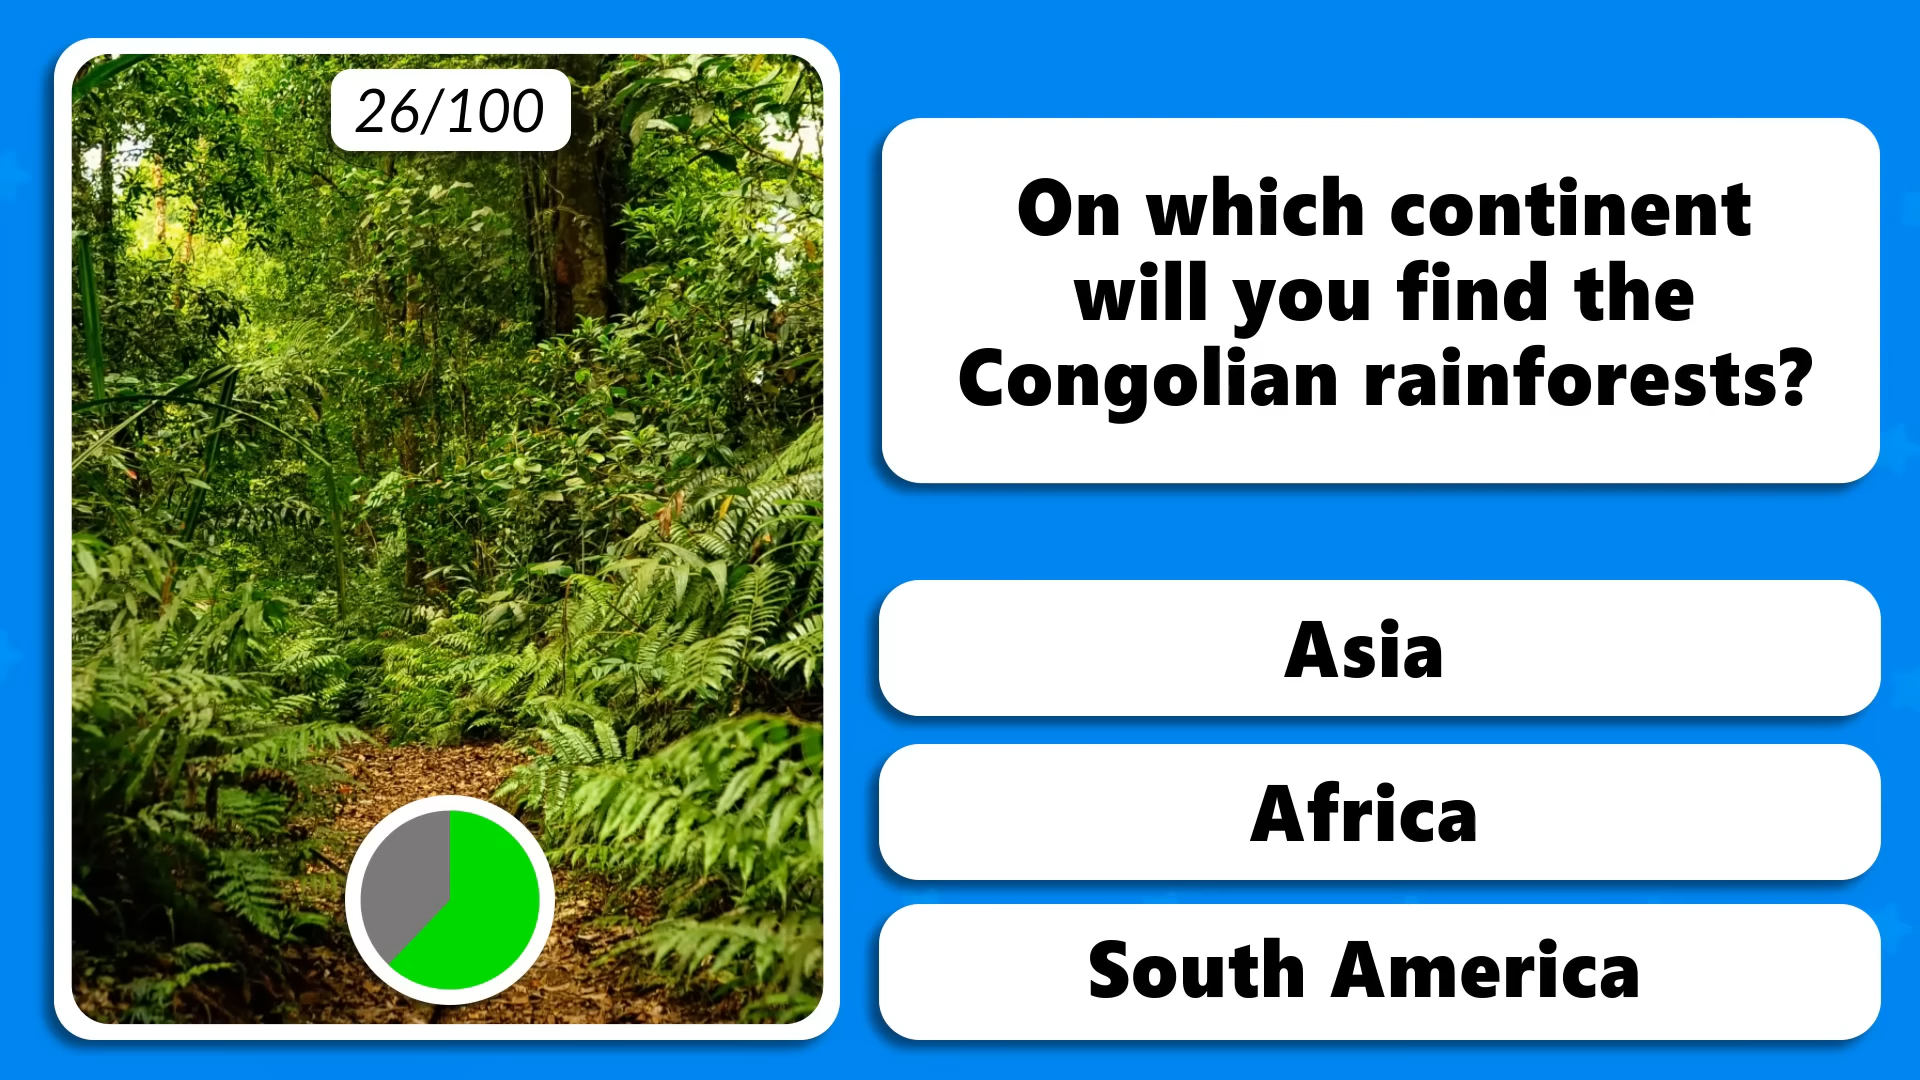 26/100
On which continent
will you find the
Congolian rainforests?
Asia
Africa
South America